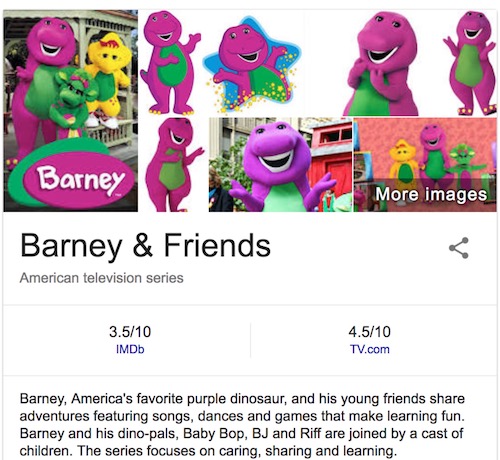 Barney
More images
Barney & Friends
American television series
3.5/10
IMDb
4.5/10
TV.com
Barney, America's favorite purple dinosaur, and his young friends share
adventures featuring songs, dances and games that make learning fun.
Barney and his dino-pals, Baby Bop, BJ and Riff are joined by a cast of
children. The series focuses on caring, sharing and learning.